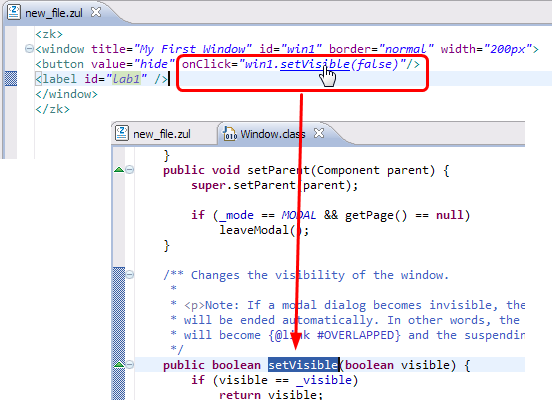 new_file.zul
<zk>
<window title="My First Window" id="win1" border="normal" width="200px">
<button value="hide" onClick="win1.setVisible(false)"/>
<label id="lab1" />
</window>
</zk>
new_file.zul Window.class
}
public void setParent(Component parent) {
super.setParent(parent);
if (_mode == MODAL && getPage() == null)
leaveModal();
}
/** Changes the visibility of the window.
*
* <p>Note: If a modal dialog becomes invisible, the
* will be ended automatically. In other words, the
* will become {@link #OVERLAPPED} and the suspendin
*/
public boolean setVisible(boolean visible) {
if (visible == _visible)
return visible;